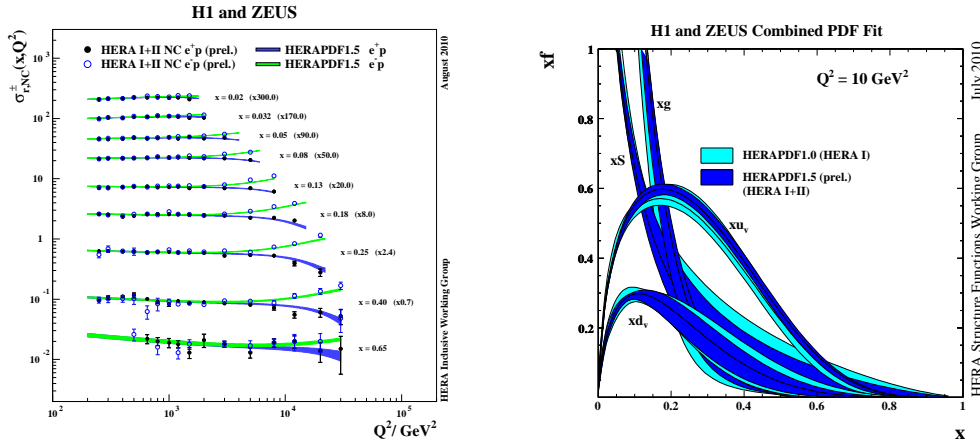 H1 and ZEUS
σ±r,NC(x,Q²)
10³
10²
10
1
10⁻¹
10⁻²
HERA I+II NC e⁺p (prel.)
HERA I+II NC e⁻p (prel.)
HERAPDF1.5 e⁺p
HERAPDF1.5 e⁻p
x = 0.02 (x300.0)
x = 0.032 (x170.0)
x = 0.05 (x90.0)
x = 0.08 (x50.0)
x = 0.13 (x20.0)
x = 0.18 (x8.0)
x = 0.25 (x2.4)
x = 0.40 (x0.7)
x = 0.65
10² 10³ 10⁴ 10⁵
Q²/ GeV²
August 2010
HERA Inclusive Working Group
H1 and ZEUS Combined PDF Fit
xf
1
0.8
0.6
0.4
0.2
Q² = 10 GeV²
xg
xS
HERAPDF1.0 (HERA I)
HERAPDF1.5 (prel.)
(HERA I+II)
xuᵥ
xdᵥ
0 0.2 0.4 0.6 0.8 1
x
HERA Structure Functions Working Group
July 2010